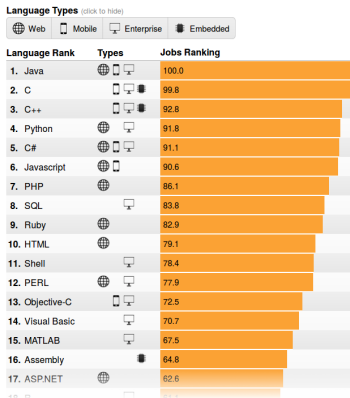 Language Types (click to hide)
Web Mobile Enterprise Embedded
Language Rank Types Jobs Ranking
1. Java 100.0
2. C 99.8
3. C++ 92.8
4. Python 91.8
5. C# 91.1
6. Javascript 90.6
7. PHP 86.1
8. SQL 83.8
9. Ruby 82.9
10. HTML 79.1
11. Shell 78.4
12. PERL 77.9
13. Objective-C 72.5
14. Visual Basic 70.7
15. MATLAB 67.5
16. Assembly 64.8
17. ASP.NET 62.6